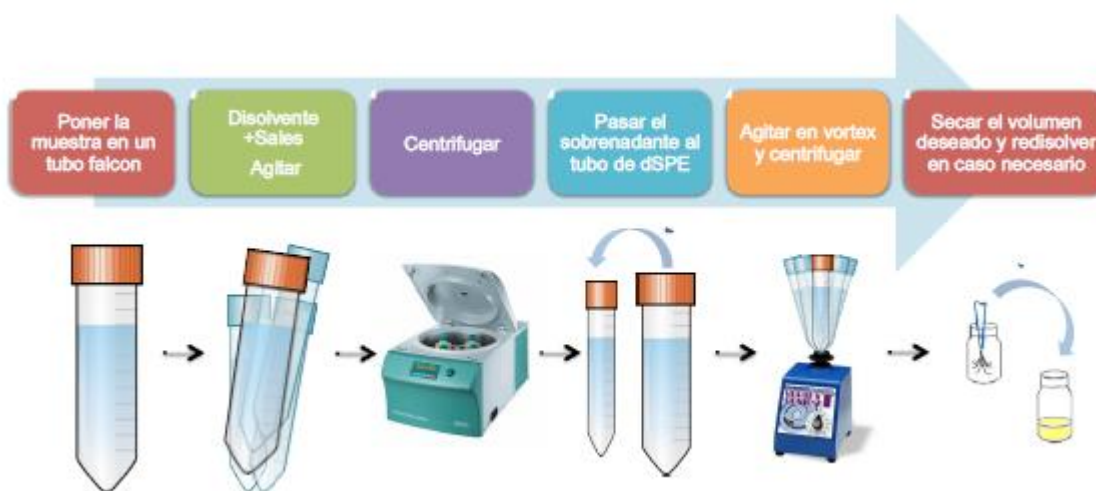 Poner la
muestra en un
tubo falcon
Disolvente
+Sales
Agitar
Centrifugar
Pasar el
sobrenadante al
tubo de dSPE
Agitar en vortex
y centrifugar
Secar el volumen
deseado y redisolver
en caso necesario